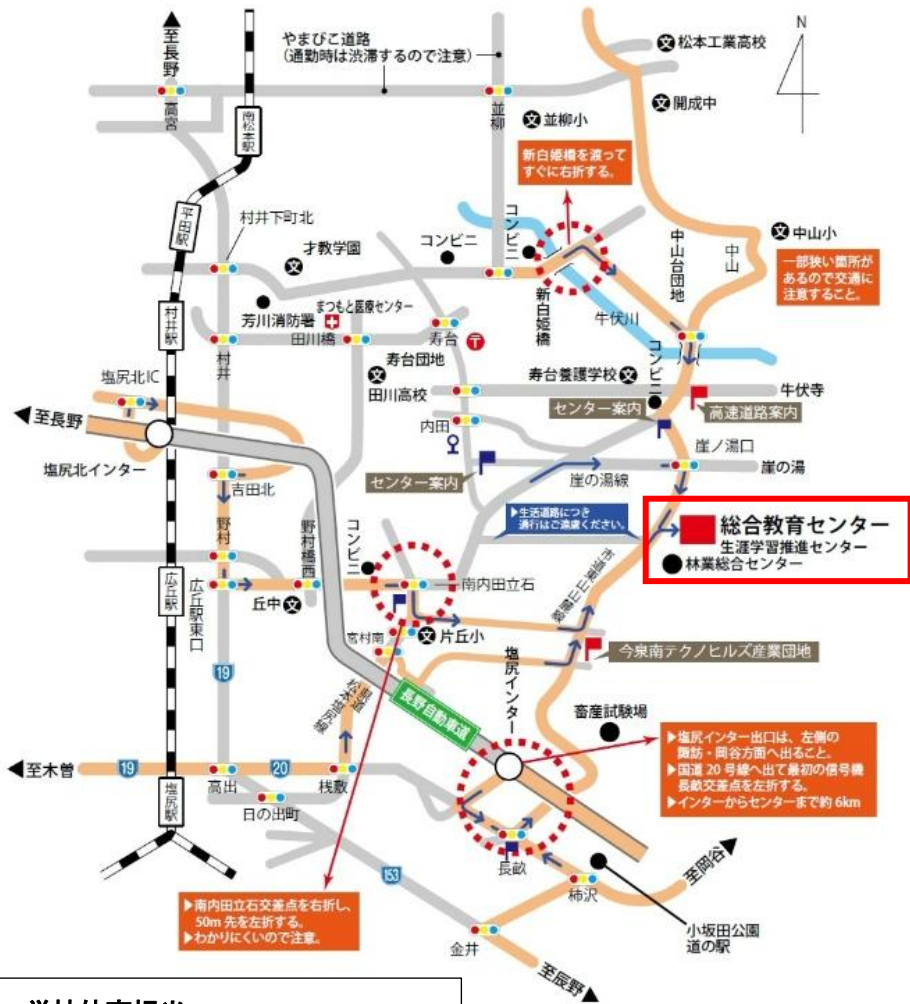 至長野
やまびこ道路
（通勤時は渋滞するので注意）
N
松本工業高校
高宮
南松本駅
並柳
並柳小
開成中
新白姫橋を渡って
すぐに右折する。
平田駅
村井下町北
才教学園
コンビニ
コンビニ
中山台団地
中山
中山小
一部狭い箇所が
あるので交通に
注意すること。
芳川消防署
まつもと医療センター
田川橋
寿台
新白姫橋
牛伏川
村井駅
村井
寿台団地
田川高校
寿台養護学校
コンビニ
牛伏寺
塩尻北IC
センター案内
高速道路案内
至長野
内田
塩尻北インター
センター案内
崖の湯線
崖ノ湯口
崖の湯
吉田北
▶生活道路につき
通行はご遠慮ください。
総合教育センター
生涯学習推進センター
林業総合センター
野村
野村橋西
コンビニ
市道東山山麓線
広丘駅
広丘駅東口
丘中
南内田立石
片丘小
宮村南
今泉南テクノヒルズ産業団地
19
県道
松本塩尻線
長野自動車道
塩尻インター
畜産試験場
▶塩尻インター出口は、左側の
諏訪・岡谷方面へ出ること。
▶国道20号線へ出て最初の信号機
長畝交差点を左折する。
▶インターからセンターまで約6km
至木曽
19
20
高出
桟敷
塩尻駅
日の出町
長畝
153
柿沢
至岡谷
▶南内田立石交差点を右折し、
50m先を左折する。
▶わかりにくいので注意。
金井
小坂田公園
道の駅
至辰野